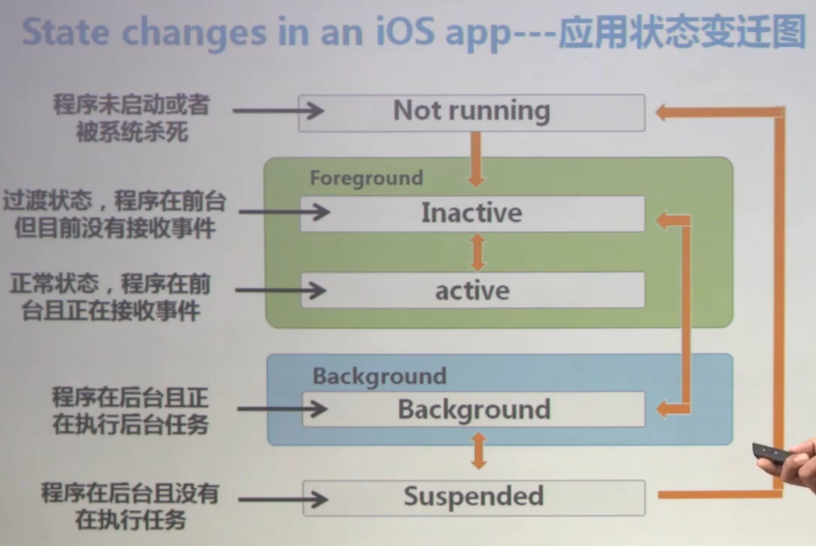 State changes in an iOS app---应用状态变迁图
程序未启动或者
被系统杀死
Not running
Foreground
过渡状态，程序在前台
但目前没有接收事件
Inactive
正常状态，程序在前
台且正在接收事件
active
Background
程序在后台且正
在执行后台任务
Background
程序在后台且没有
在执行任务
Suspended